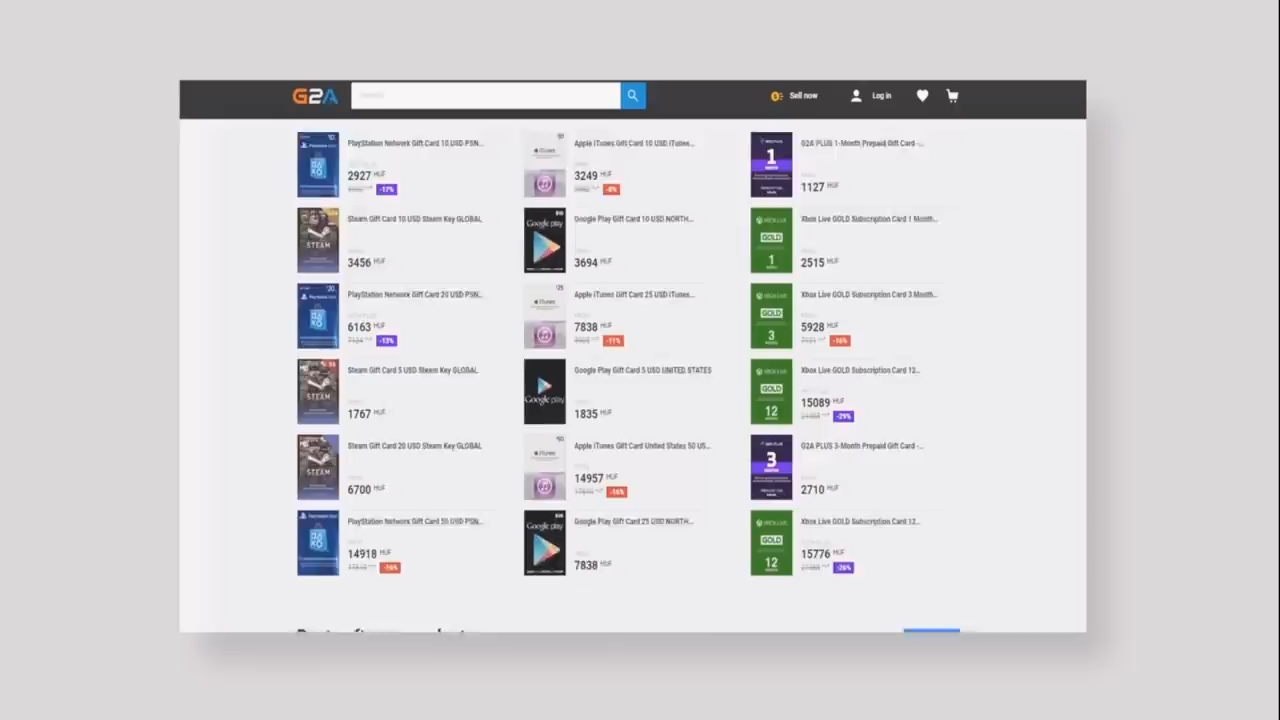 G2A
Sell now
Log in
PlayStation Network Gift Card 10 USD PSN...
2927 HUF
-17%
Apple iTunes Gift Card 10 USD iTunes...
3249 HUF
-8%
G2A PLUS 1-Month Prepaid Gift Card -...
1127 HUF
Steam Gift Card 10 USD Steam Key GLOBAL
3456 HUF
Google Play Gift Card 10 USD NORTH...
3694 HUF
Xbox Live GOLD Subscription Card 1 Month...
2515 HUF
PlayStation Network Gift Card 20 USD PSN...
6163 HUF
-13%
Apple iTunes Gift Card 25 USD iTunes...
7838 HUF
-11%
Xbox Live GOLD Subscription Card 3 Month...
5928 HUF
-16%
Steam Gift Card 5 USD Steam Key GLOBAL
1767 HUF
Google Play Gift Card 5 USD UNITED STATES
1835 HUF
Xbox Live GOLD Subscription Card 12...
15089 HUF
-29%
Steam Gift Card 20 USD Steam Key GLOBAL
6700 HUF
Apple iTunes Gift Card United States 50 US...
14957 HUF
-16%
G2A PLUS 3-Month Prepaid Gift Card -...
2710 HUF
PlayStation Network Gift Card 50 USD PSN...
14918 HUF
-16%
Google Play Gift Card 25 USD NORTH...
7838 HUF
Xbox Live GOLD Subscription Card 12...
15776 HUF
-26%